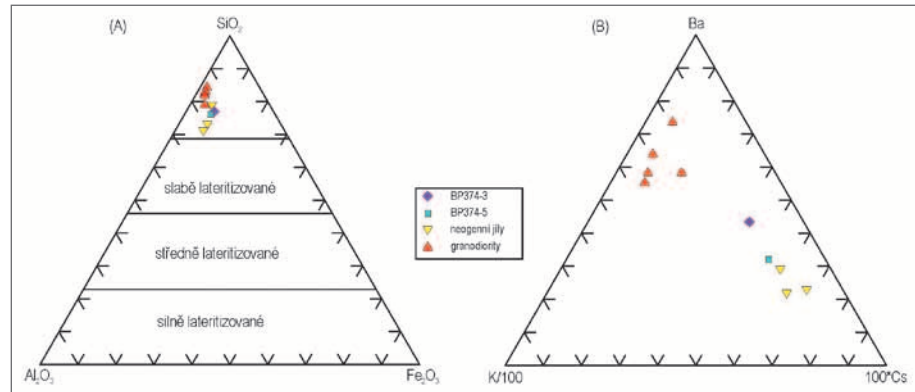 (A)
SiO₂
slabě lateritizované
středně lateritizované
silně lateritizované
Al₂O₃
Fe₂O₃
BP374-3
BP374-5
neogenní jíly
granodiority
(B)
Ba
K/100
100*Cs